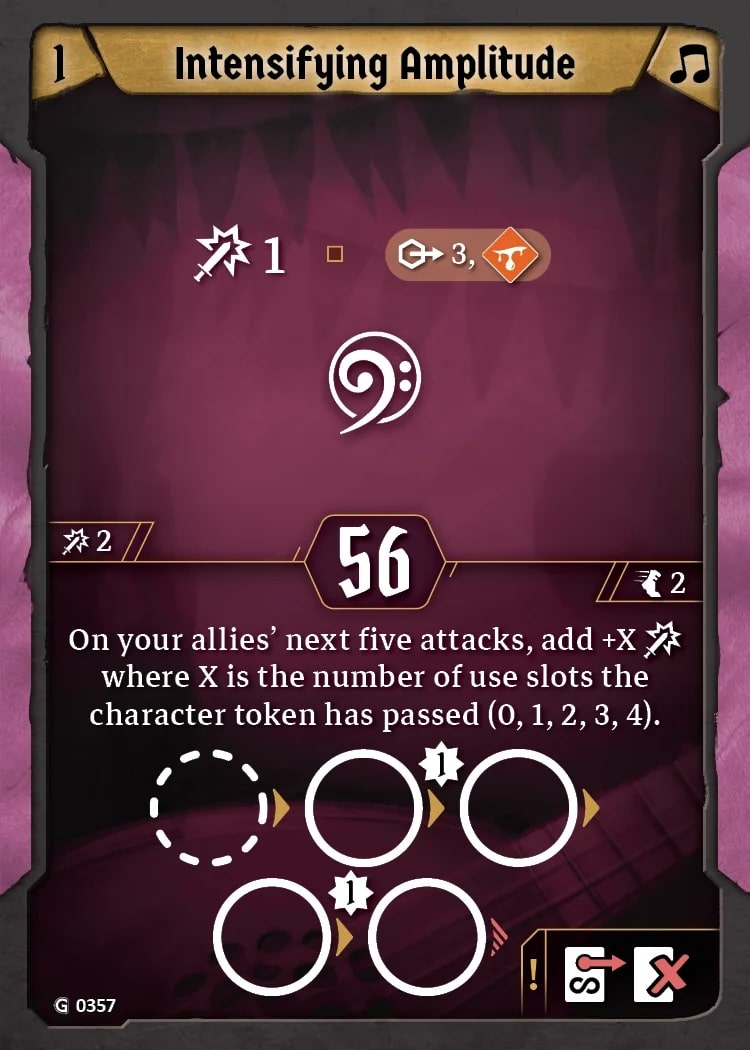 1 Intensifying Amplitude
1
3,
2
56
2
On your allies’ next five attacks, add +X
where X is the number of use slots the
character token has passed (0, 1, 2, 3, 4).
1
1
!
G 0357